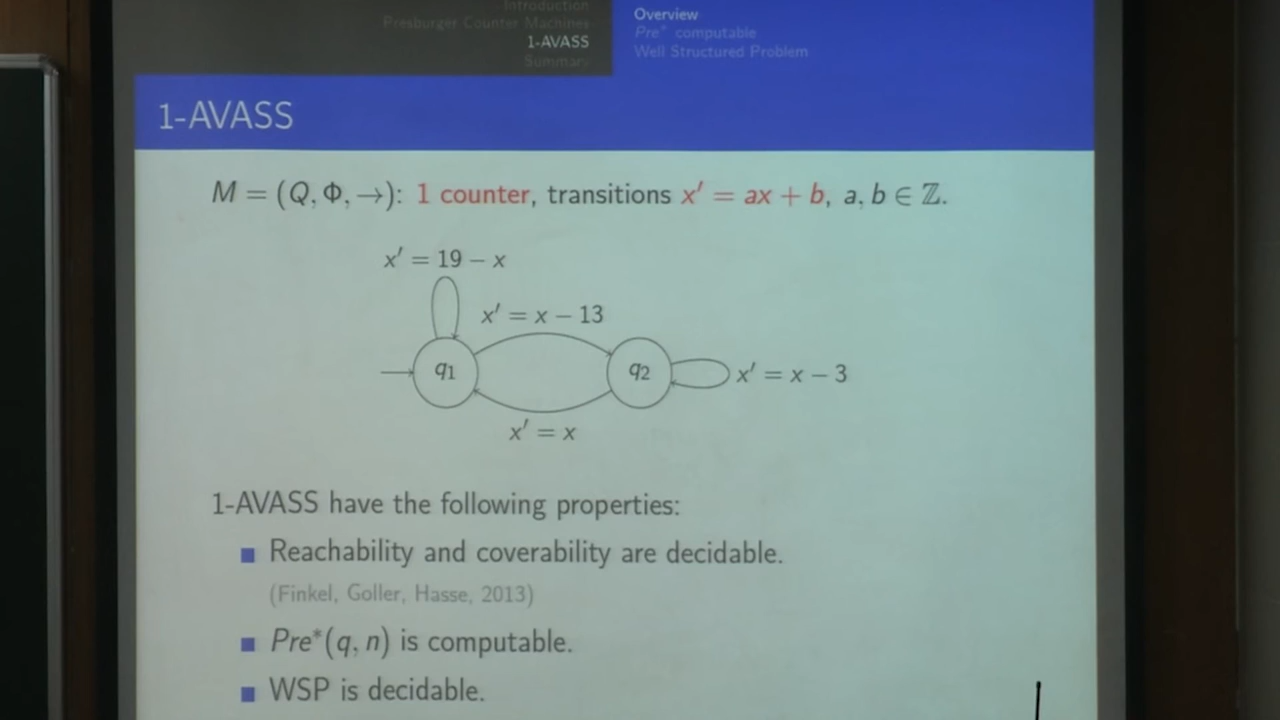 Introduction
Presburger Counter Machines
1-AVASS
Summary
Overview
Pre* computable
Well Structured Problem
1-AVASS
M = (Q, Φ, →): 1 counter, transitions x′ = ax + b, a, b ∈ ℤ.
x′ = 19 − x
x′ = x − 13
q₁
q₂
x′ = x − 3
x′ = x
1-AVASS have the following properties:
Reachability and coverability are decidable.
(Finkel, Goller, Hasse, 2013)
Pre*(q, n) is computable.
WSP is decidable.